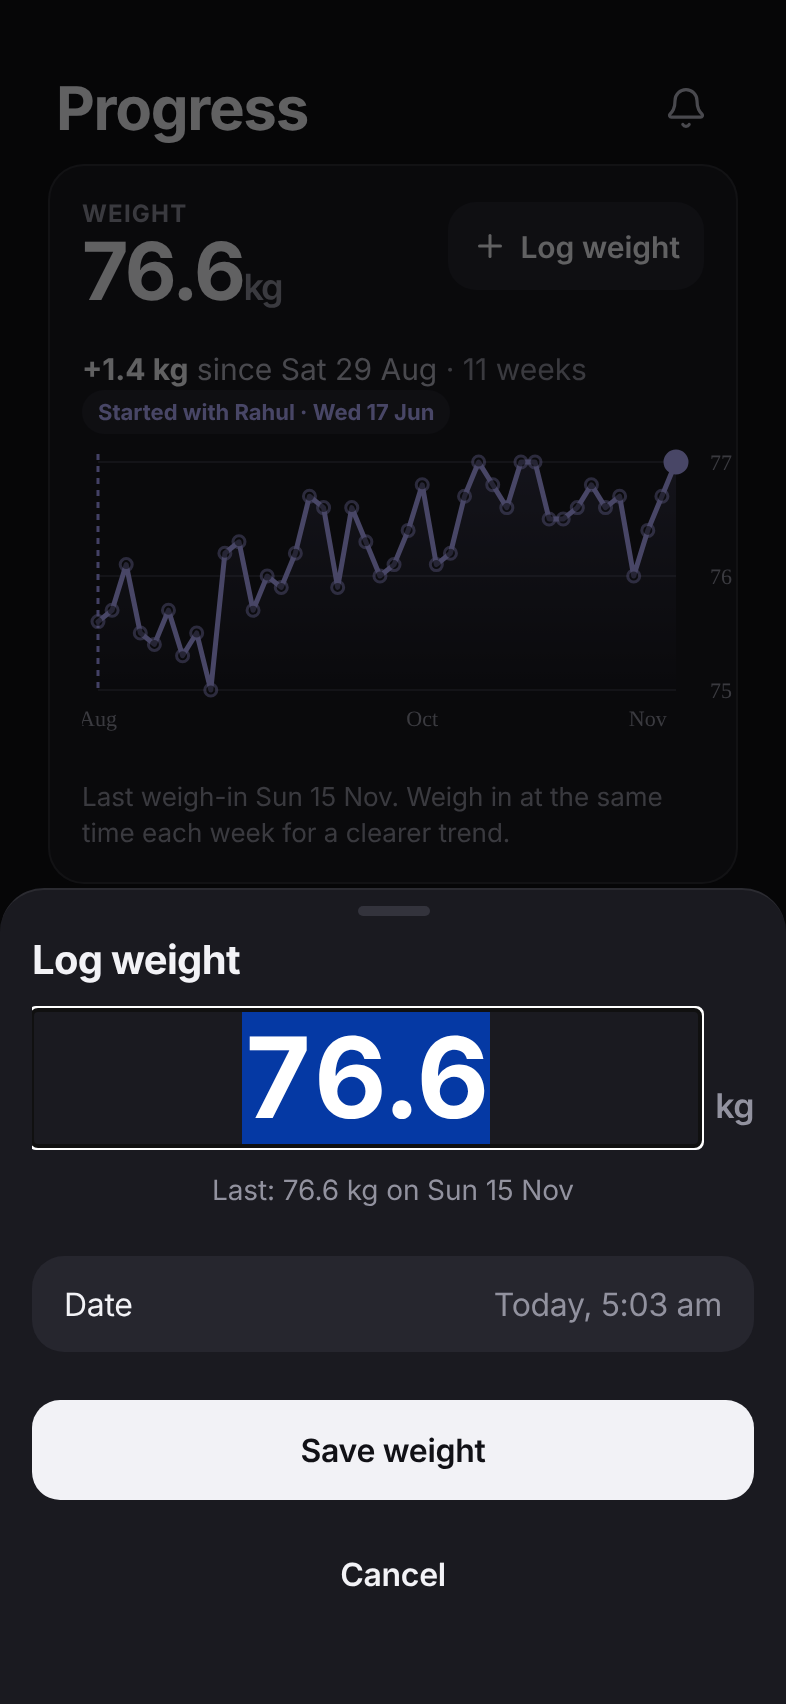 Progress
WEIGHT
76.6kg
+ Log weight
+1.4 kg since Sat 29 Aug · 11 weeks
Started with Rahul · Wed 17 Jun
77
76
75
Aug Oct Nov
Last weigh-in Sun 15 Nov. Weigh in at the same
time each week for a clearer trend.
Log weight
76.6 kg
Last: 76.6 kg on Sun 15 Nov
Date Today, 5:03 am
Save weight
Cancel